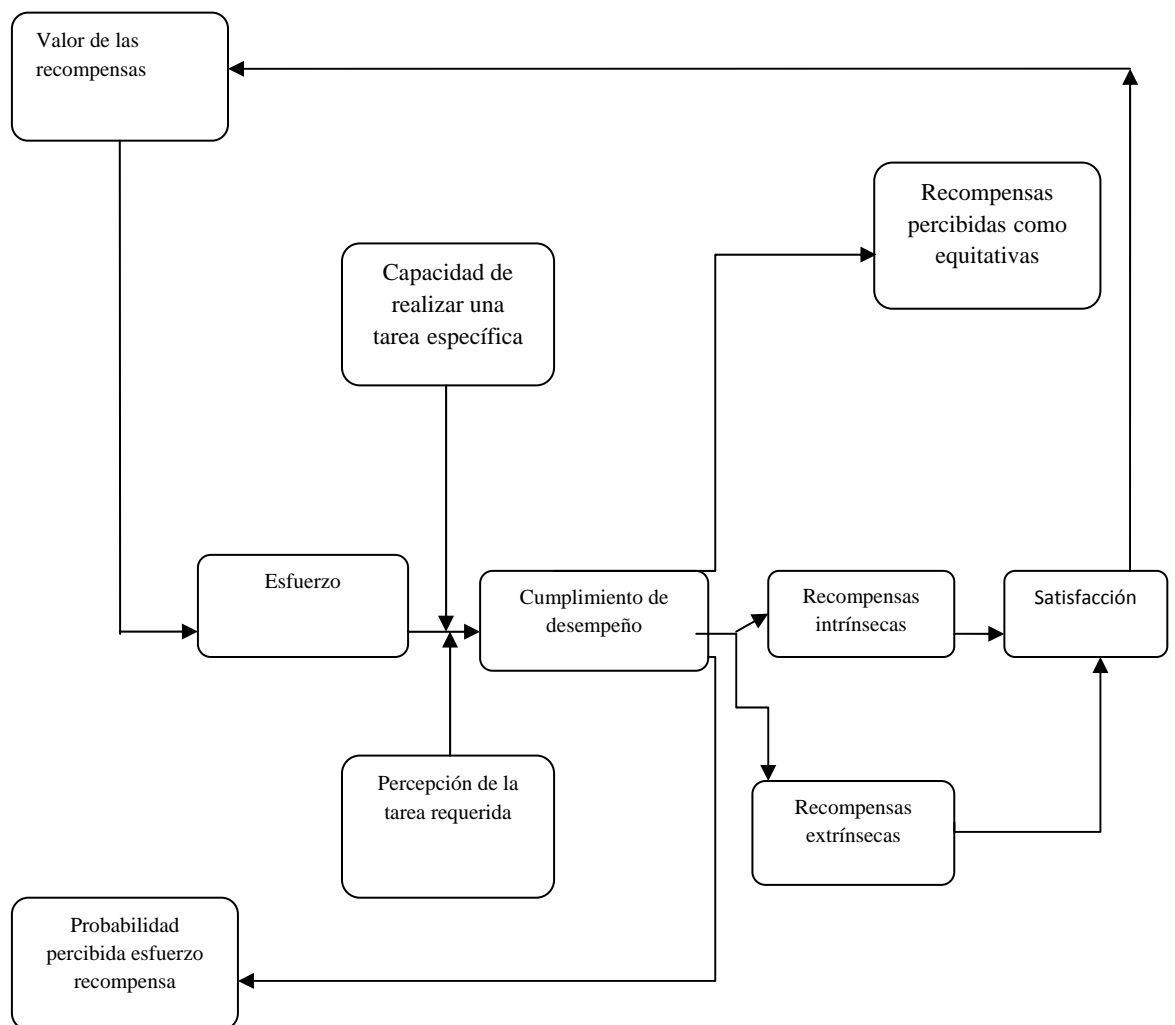 Valor de las
recompensas
Recompensas
percibidas como
equitativas
Capacidad de
realizar una
tarea específica
Esfuerzo
Cumplimiento de
desempeño
Recompensas
intrínsecas
Satisfacción
Percepción de la
tarea requerida
Recompensas
extrínsecas
Probabilidad
percibida esfuerzo
recompensa